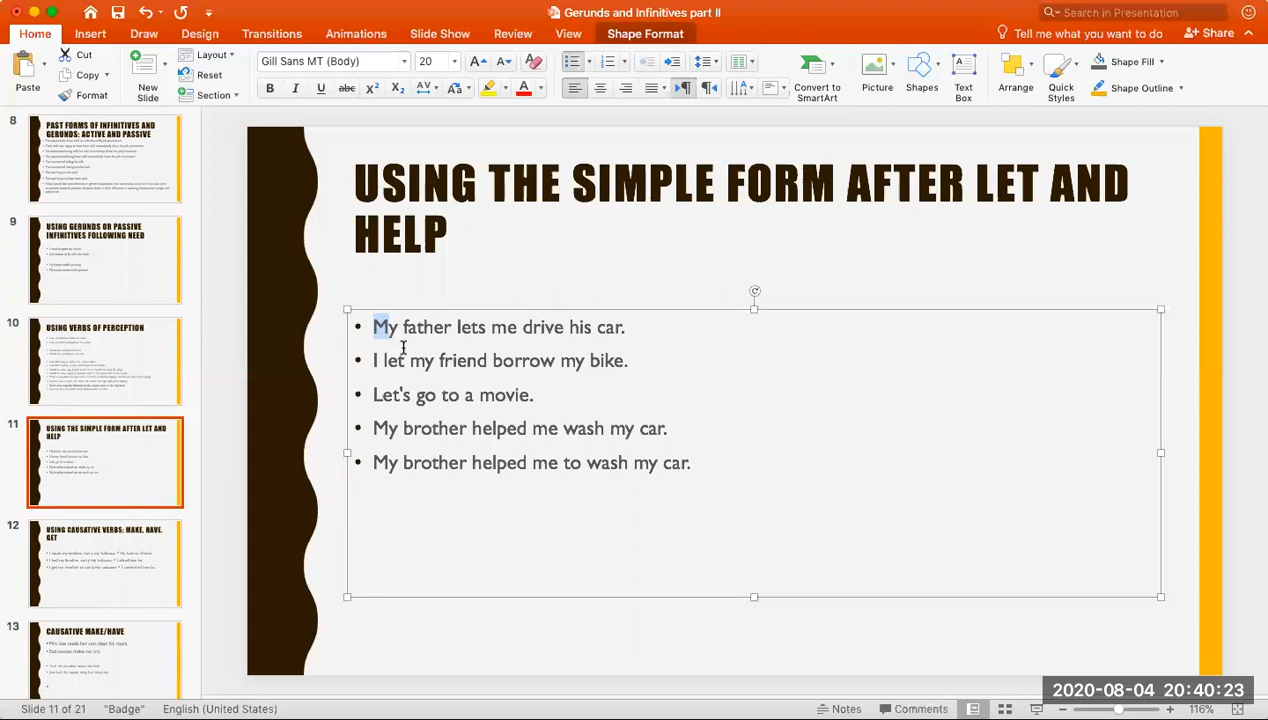 Gerunds and Infinitives part II
Search in Presentation
Home Insert Draw Design Transitions Animations Slide Show Review View Shape Format Tell me what you want to do Share
Paste
Cut
Copy
Format
New Slide
Layout
Reset
Section
Gill Sans MT (Body) 20
Convert to SmartArt
Picture
Shapes
Text Box
Arrange
Quick Styles
Shape Fill
Shape Outline
8
PAST FORMS OF INFINITIVES AND
GERUNDS: ACTIVE AND PASSIVE
9
USING GERUNDS OR PASSIVE
INFINITIVES FOLLOWING NEED
10
USING VERBS OF PERCEPTION
11
USING THE SIMPLE FORM AFTER LET AND
HELP
12
USING CAUSATIVE VERBS: MAKE, HAVE,
GET
13
CAUSATIVE MAKE/HAVE
USING THE SIMPLE FORM AFTER LET AND
HELP
• My father lets me drive his car.
• I let my friend borrow my bike.
• Let's go to a movie.
• My brother helped me wash my car.
• My brother helped me to wash my car.
2020-08-04 20:40:23
Slide 11 of 21 "Badge" English (United States) Notes Comments 116%